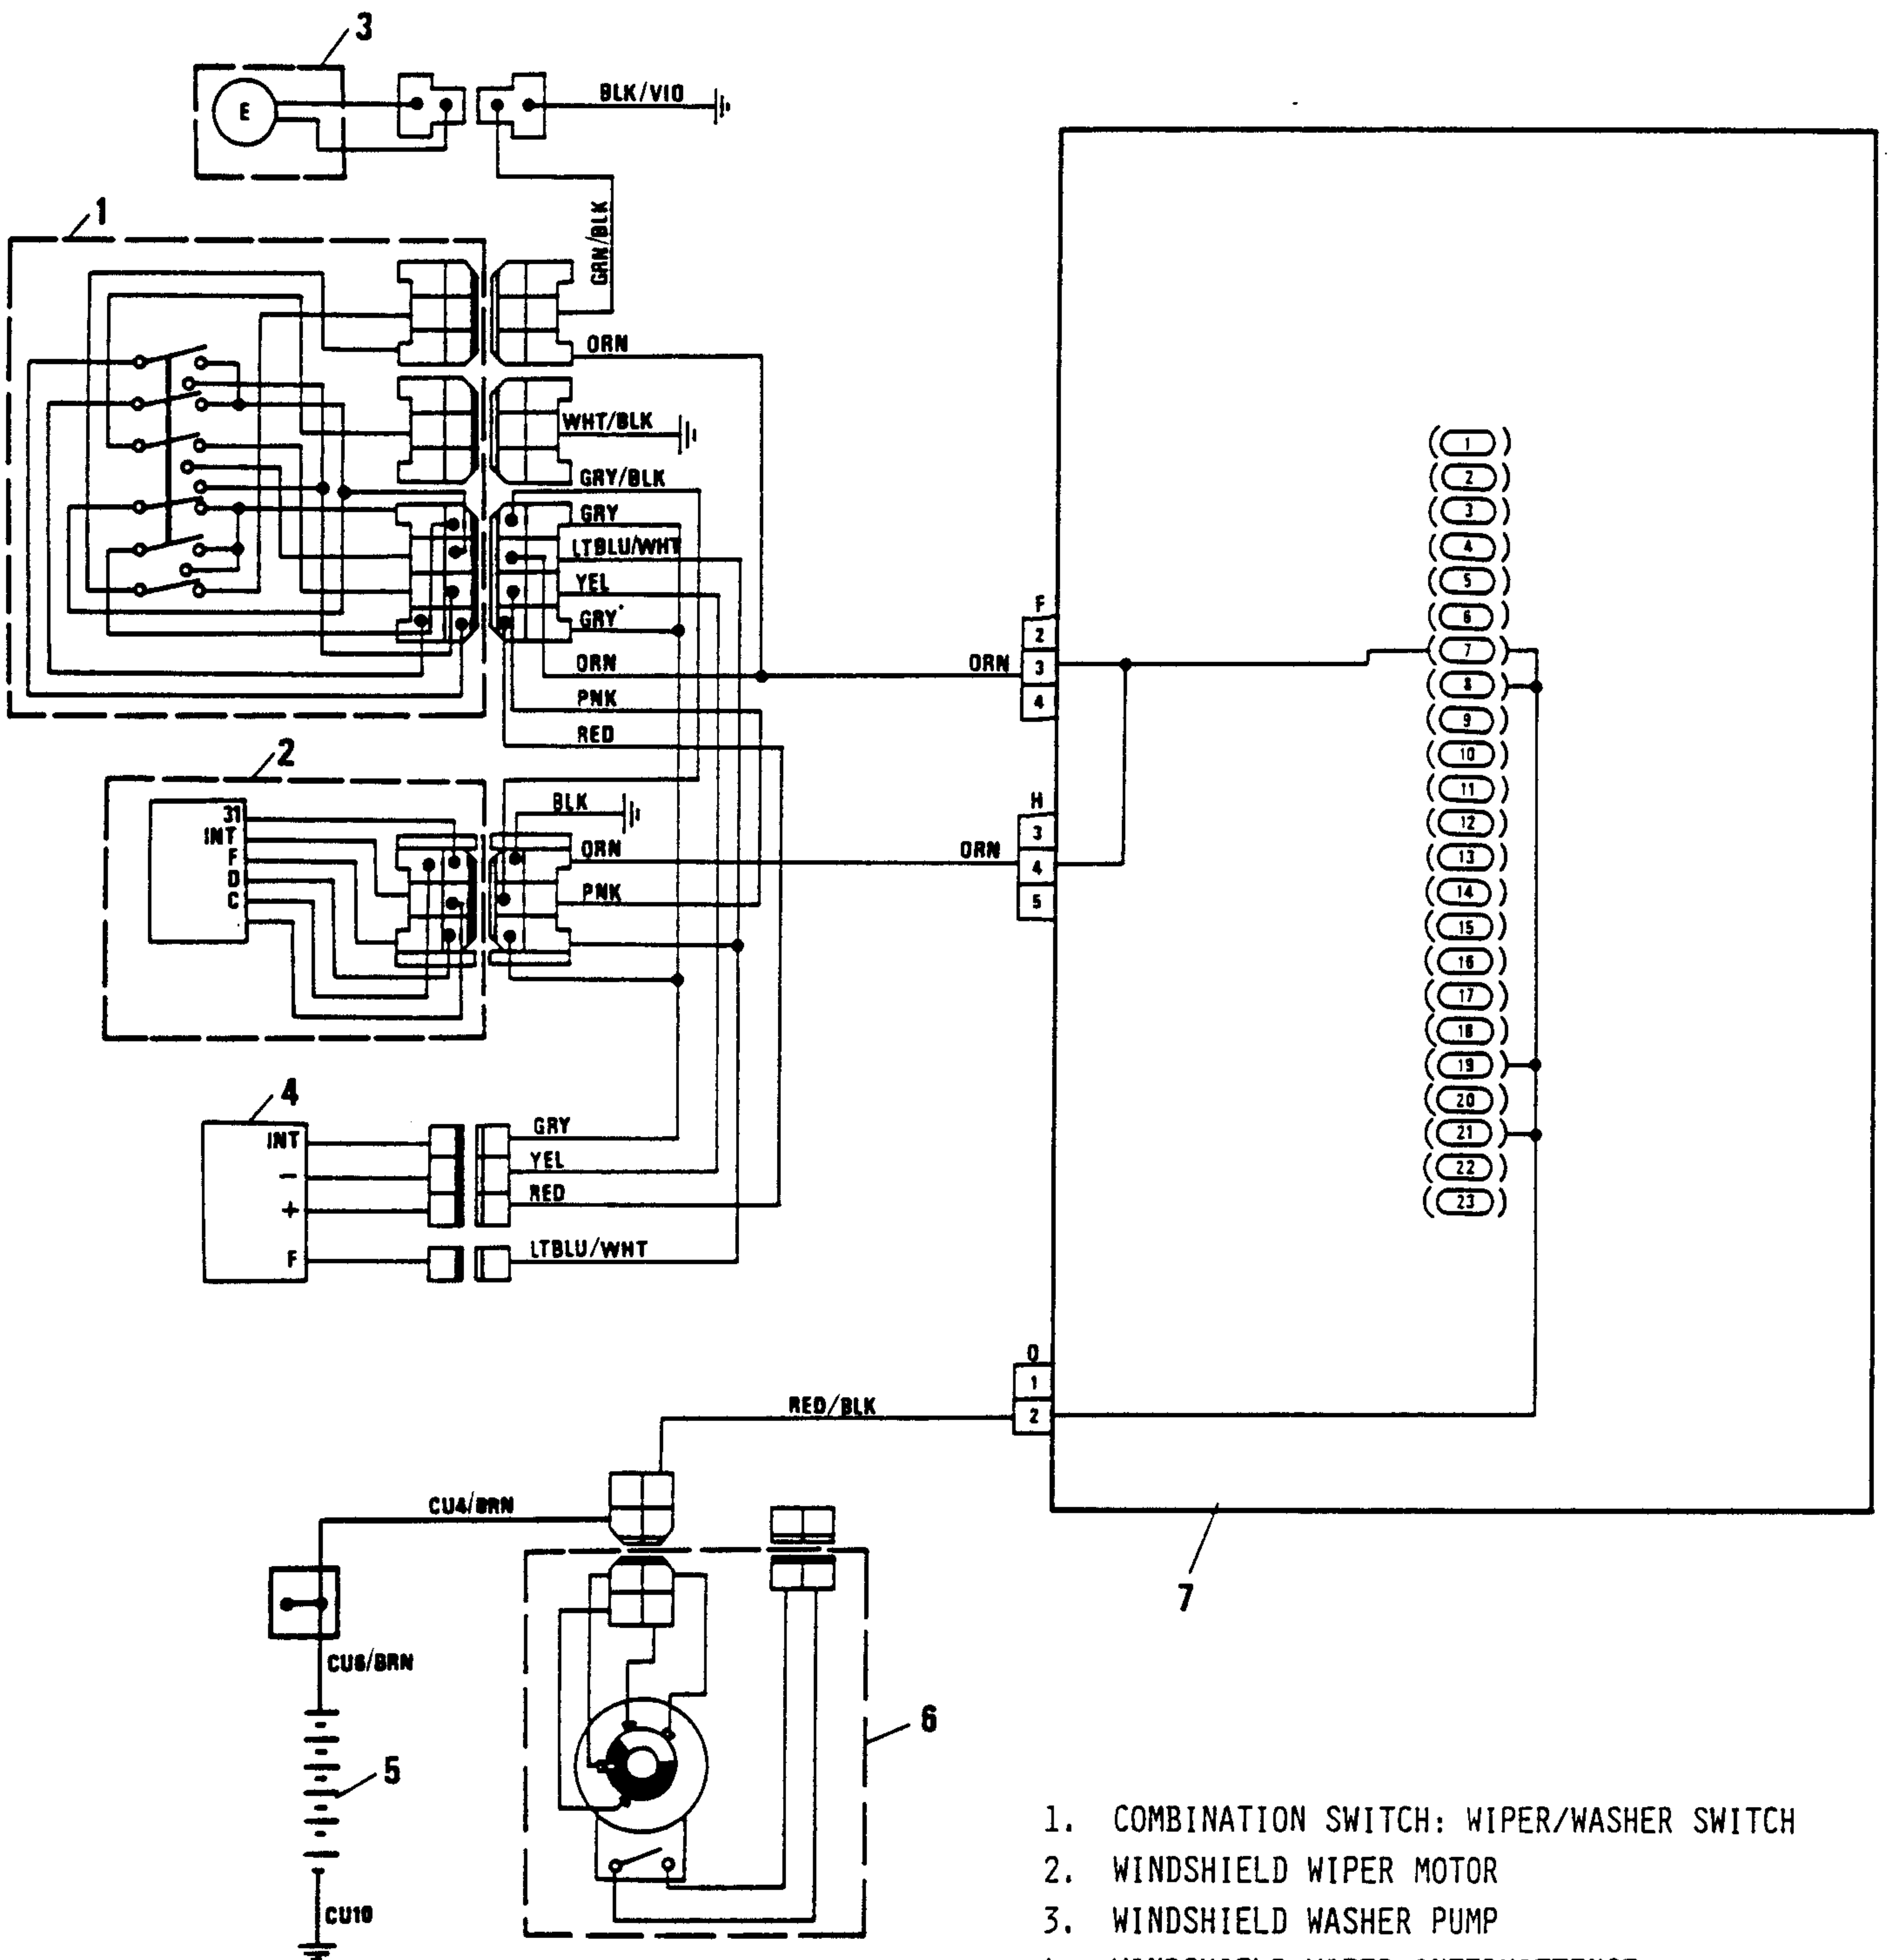 3
E
BLK/VIO
1
GRN/BLK
ORN
WHT/BLK
GRY/BLK
GRY
LTBLU/WHT
YEL
GRY
ORN
PNK
RED
ORN
F
2
3
4
2
31
INT
F
D
C
BLK
ORN
PNK
ORN
H
3
4
5
1
2
3
4
5
6
7
8
9
10
11
12
13
14
15
16
17
18
19
20
21
22
23
4
INT
−
+
F
GRY
YEL
RED
LTBLU/WHT
RED/BLK
1
2
CU4/BRN
CU6/BRN
5
CU10
6
7
1. COMBINATION SWITCH: WIPER/WASHER SWITCH
2. WINDSHIELD WIPER MOTOR
3. WINDSHIELD WASHER PUMP